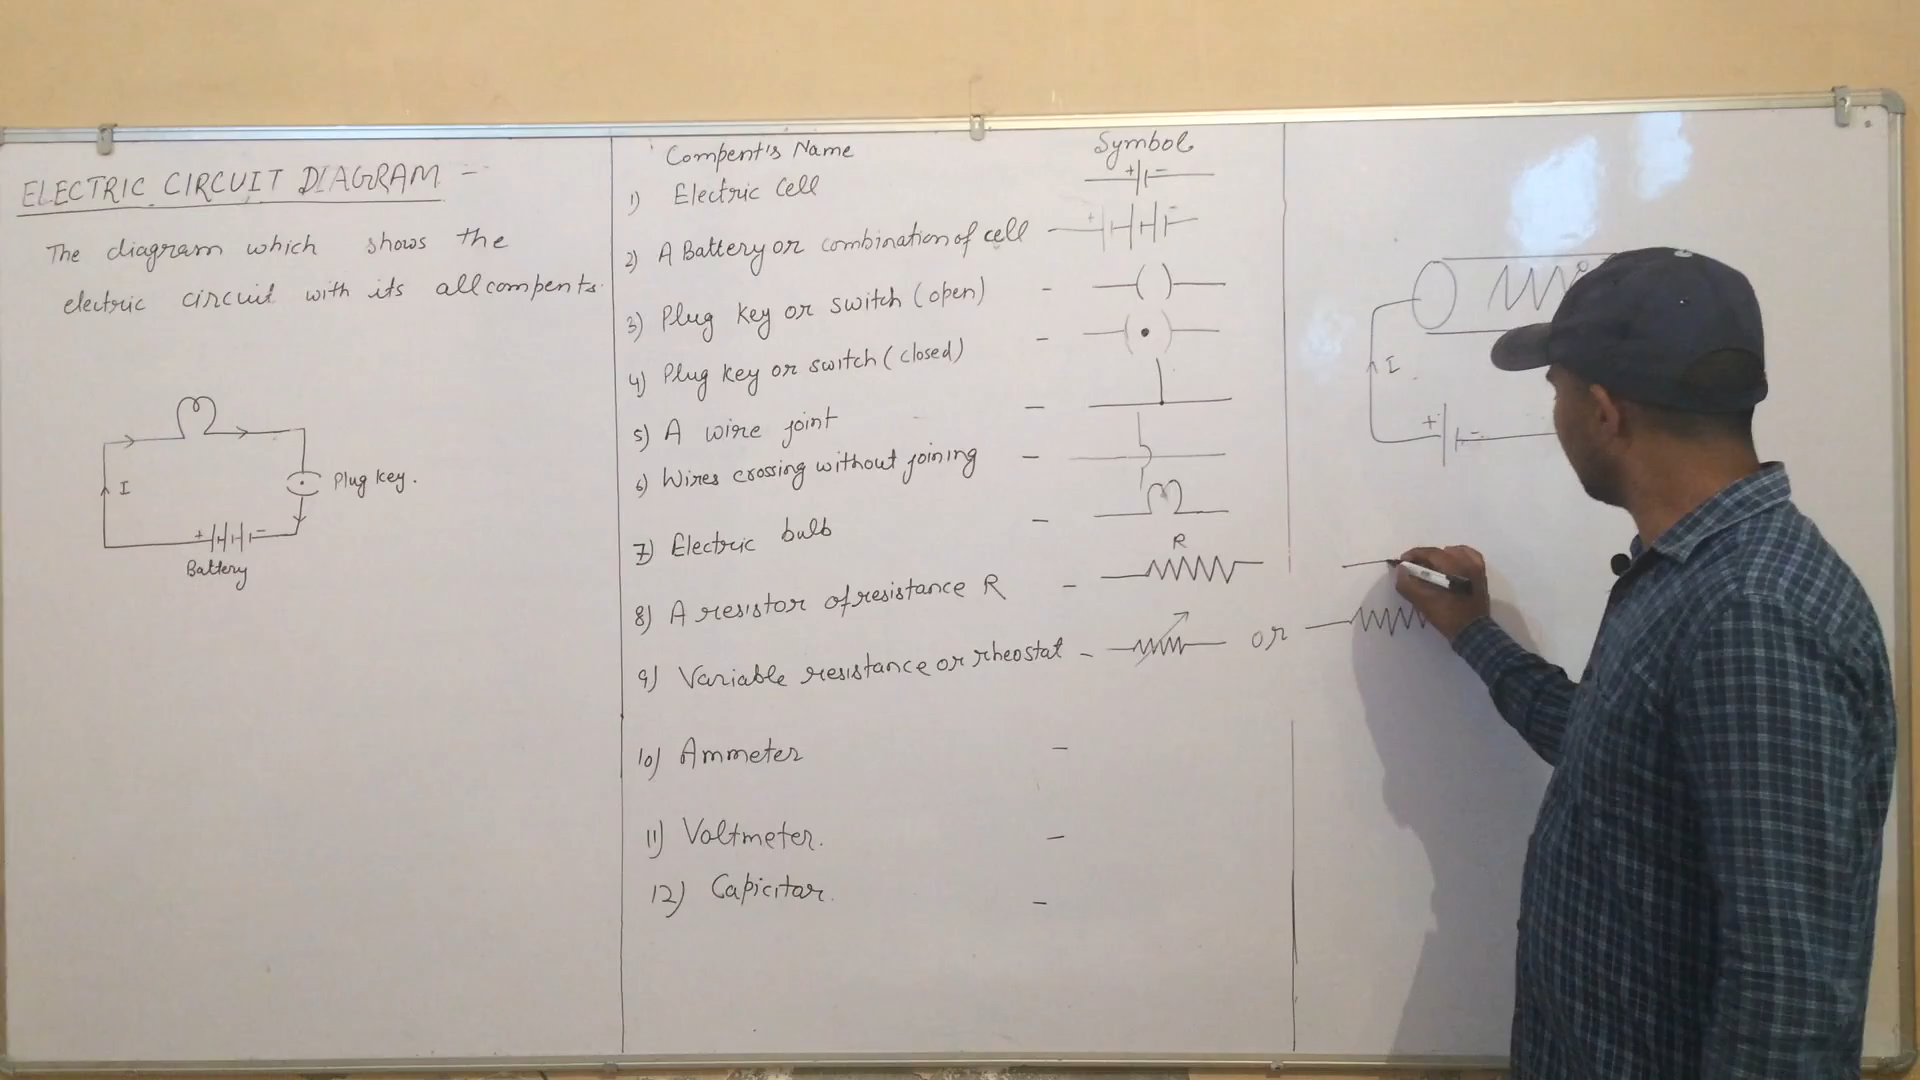 ELECTRIC CIRCUIT DIAGRAM -
The diagram which shows the
electric circuit with its all compents.
I
Plug key.
+ -
Battery
Compent's Name Symbol
1) Electric Cell + -
2) A Battery or combination of cell - + -
3) Plug key or switch (open) -
4) Plug key or switch (closed) -
5) A wire joint -
6) Wires crossing without joining -
7) Electric bulb -
R
8) A resistor of resistance R -
9) Variable resistance or rheostat - or
10) Ammeter -
11) Voltmeter. -
12) Capicitar. -
I
+ -